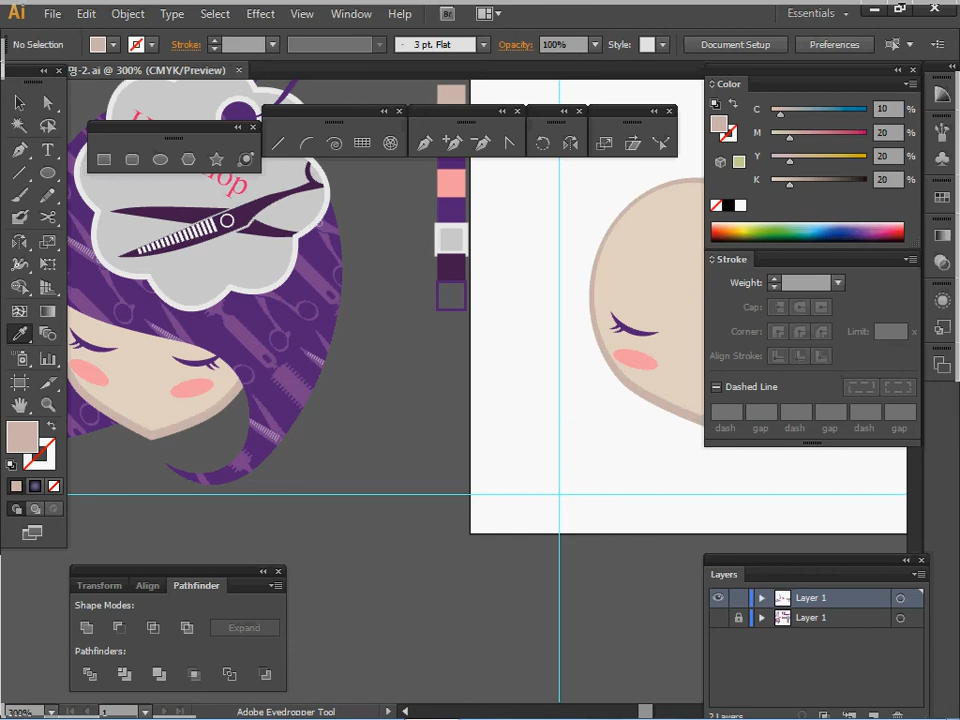 Ai File Edit Object Type Select Effect View Window Help Br Essentials
No Selection Stroke: 3 pt. Flat Opacity: 100% Style: Document Setup Preferences
명-2.ai @ 300% (CMYK/Preview) ×
Color
C 10 %
M 20 %
Y 20 %
K 20 %
Stroke
Weight:
Cap:
Corner: Limit: x
Align Stroke:
Dashed Line
dash gap dash gap dash gap
Transform Align Pathfinder
Shape Modes:
Expand
Pathfinders:
Layers
Layer 1
Layer 1
2 Layers
300% 1 Adobe Eyedropper Tool